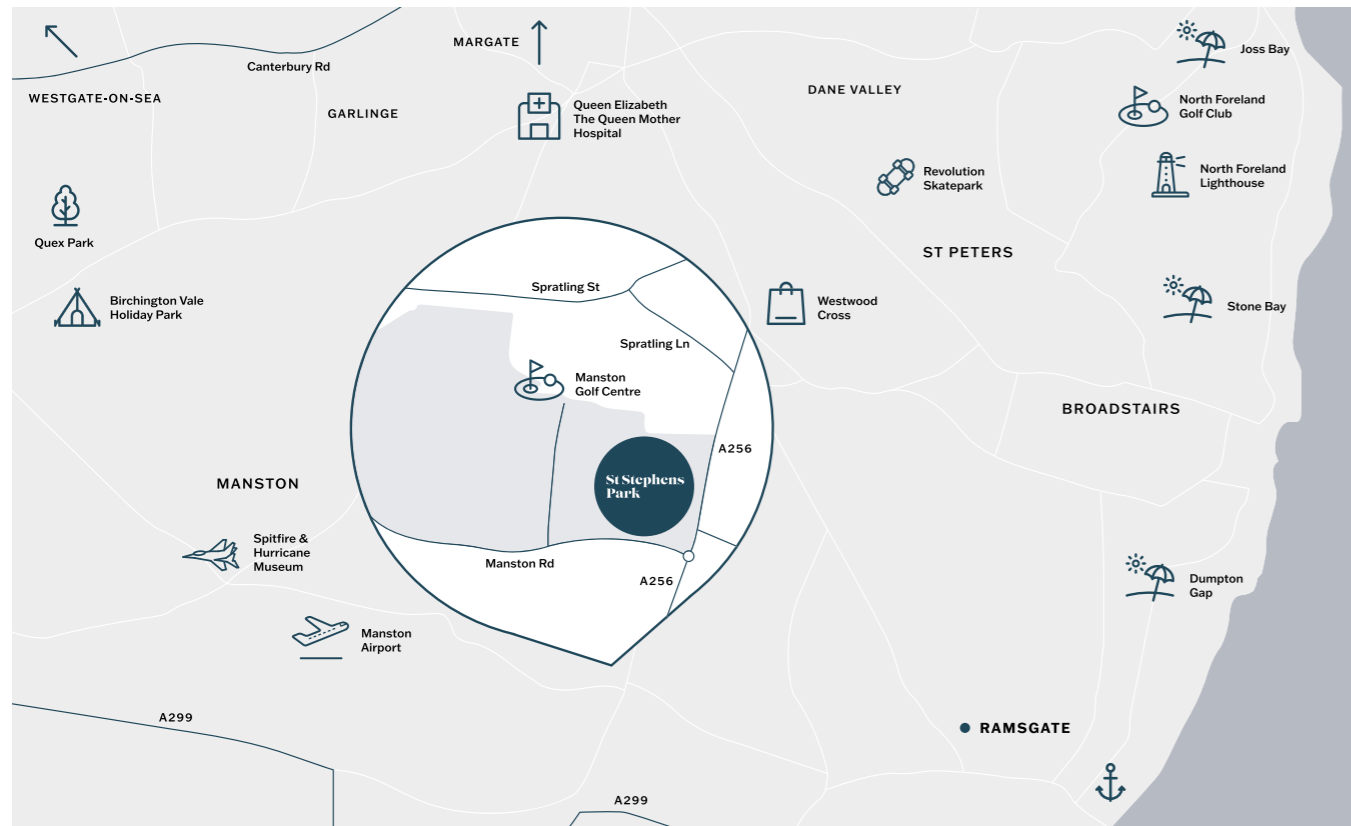 MARGATE
Joss Bay
Canterbury Rd
WESTGATE-ON-SEA
GARLINGE
Queen Elizabeth
The Queen Mother
Hospital
DANE VALLEY
North Foreland
Golf Club
Revolution
Skatepark
North Foreland
Lighthouse
Quex Park
ST PETERS
Birchington Vale
Holiday Park
Spratling St
Westwood
Cross
Stone Bay
Spratling Ln
Manston
Golf Centre
BROADSTAIRS
A256
MANSTON
St Stephens
Park
Spitfire &
Hurricane
Museum
Manston Rd
A256
Dumpton
Gap
Manston
Airport
A299
RAMSGATE
A299